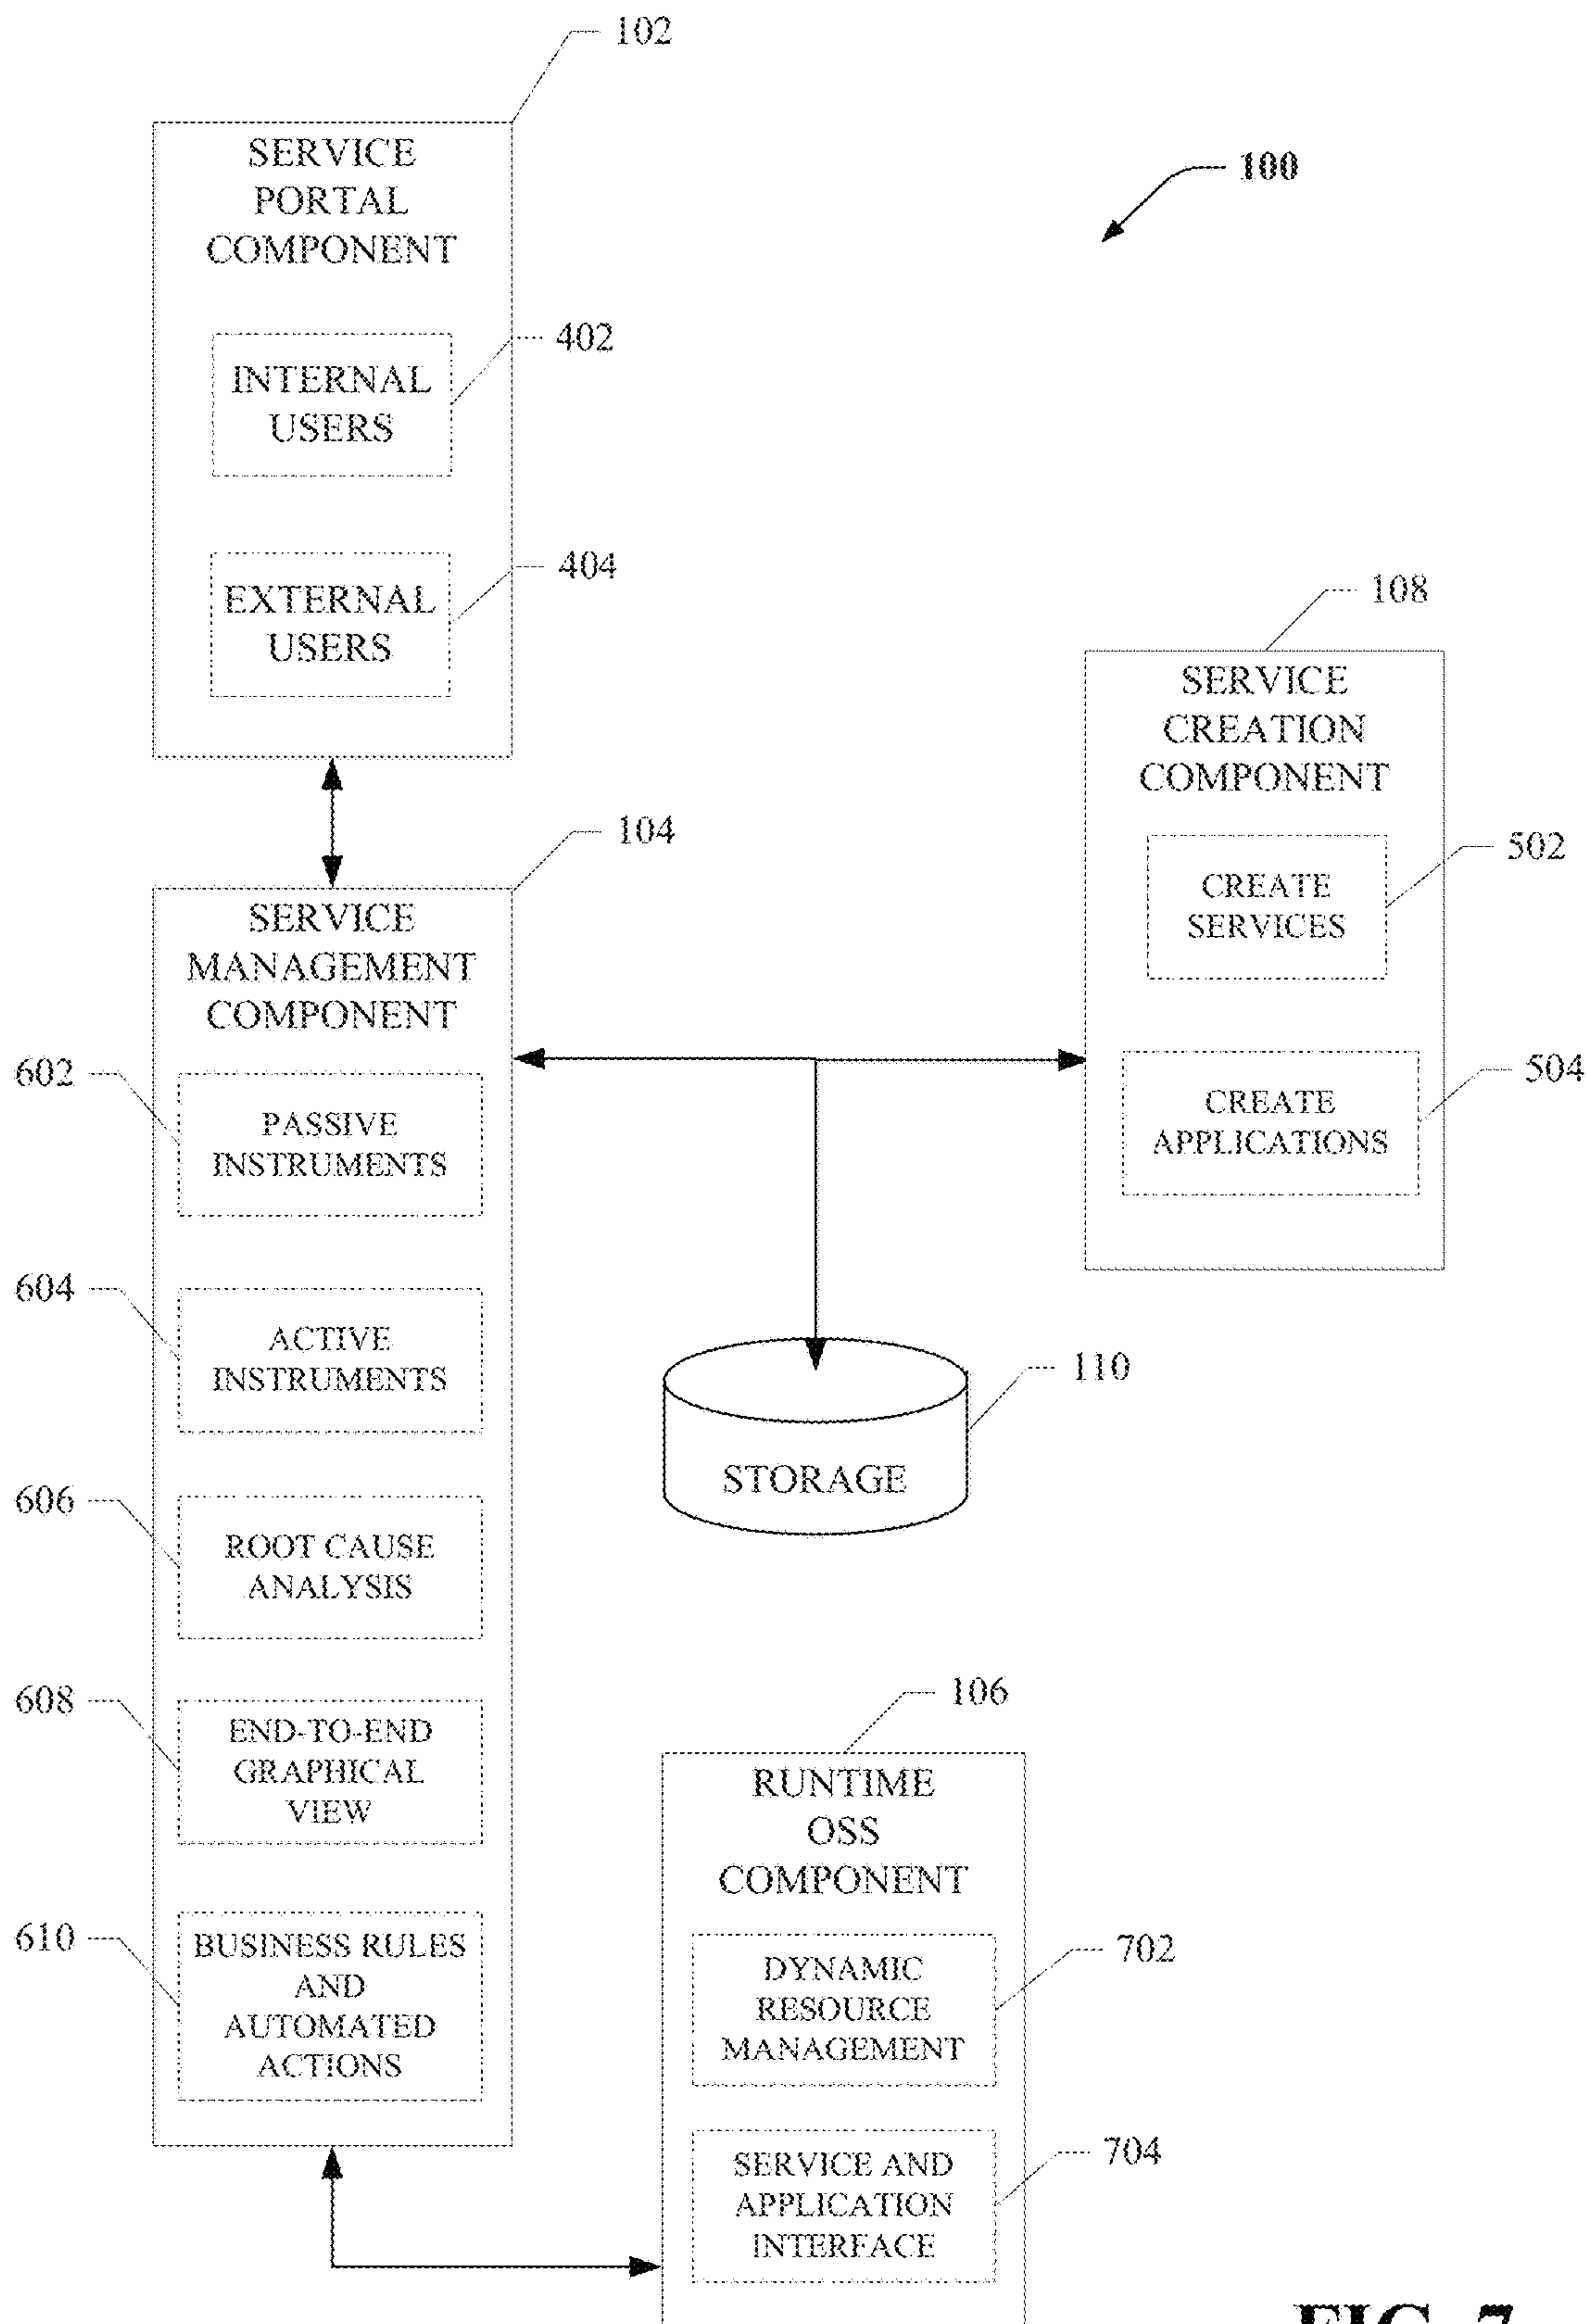 102
SERVICE
PORTAL
COMPONENT
100
402
INTERNAL
USERS
404
EXTERNAL
USERS
108
SERVICE
CREATION
COMPONENT
104
502
CREATE
SERVICES
SERVICE
MANAGEMENT
COMPONENT
504
CREATE
APPLICATIONS
602
PASSIVE
INSTRUMENTS
604
ACTIVE
INSTRUMENTS
110
STORAGE
606
ROOT CAUSE
ANALYSIS
608
END-TO-END
GRAPHICAL
VIEW
106
RUNTIME
OSS
COMPONENT
610
BUSINESS RULES
AND
AUTOMATED
ACTIONS
702
DYNAMIC
RESOURCE
MANAGEMENT
704
SERVICE AND
APPLICATION
INTERFACE
FIG. 7